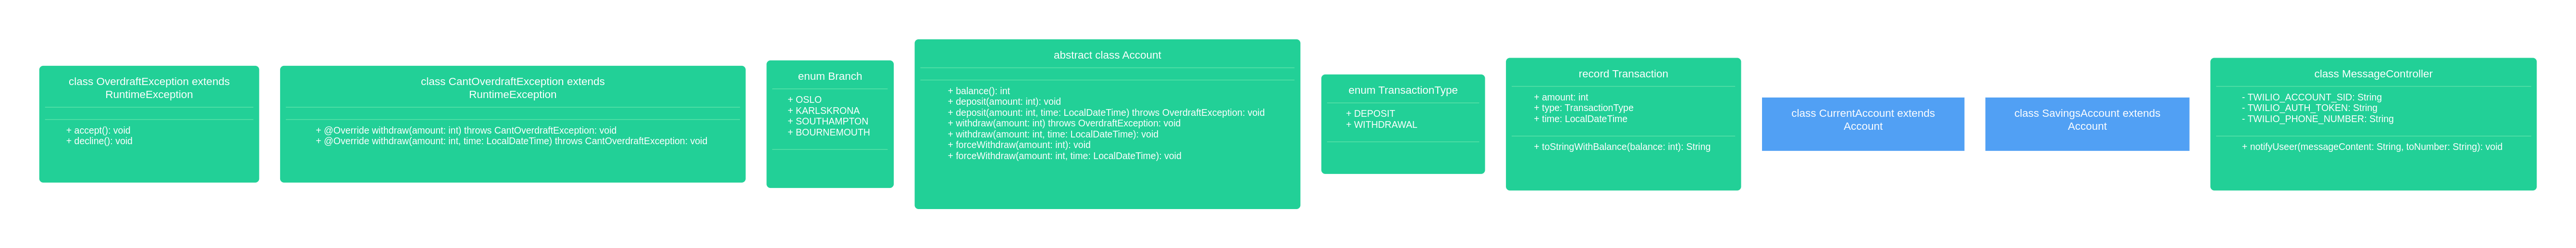 class OverdraftException extends
RuntimeException
+ accept(): void
+ decline(): void
class CantOverdraftException extends
RuntimeException
+ @Override withdraw(amount: int) throws CantOverdraftException: void
+ @Override withdraw(amount: int, time: LocalDateTime) throws CantOverdraftException: void
enum Branch
+ OSLO
+ KARLSKRONA
+ SOUTHAMPTON
+ BOURNEMOUTH
abstract class Account
+ balance(): int
+ deposit(amount: int): void
+ deposit(amount: int, time: LocalDateTime) throws OverdraftException: void
+ withdraw(amount: int) throws OverdraftException: void
+ withdraw(amount: int, time: LocalDateTime): void
+ forceWithdraw(amount: int): void
+ forceWithdraw(amount: int, time: LocalDateTime): void
enum TransactionType
+ DEPOSIT
+ WITHDRAWAL
record Transaction
+ amount: int
+ type: TransactionType
+ time: LocalDateTime
+ toStringWithBalance(balance: int): String
class CurrentAccount extends
Account
class SavingsAccount extends
Account
class MessageController
- TWILIO_ACCOUNT_SID: String
- TWILIO_AUTH_TOKEN: String
- TWILIO_PHONE_NUMBER: String
+ notifyUseer(messageContent: String, toNumber: String): void